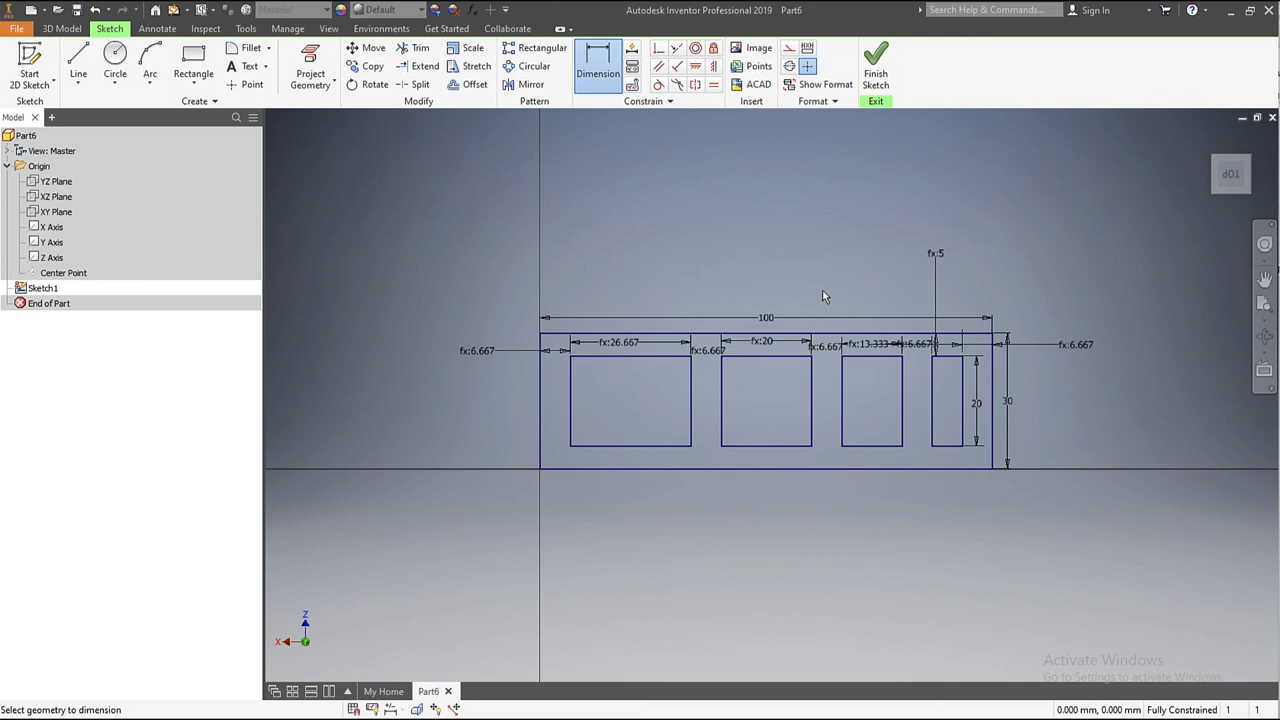 Material
Default
Autodesk Inventor Professional 2019 Part6
Search Help & Commands...
Sign In
PRO
File
3D Model
Sketch
Annotate
Inspect
Tools
Manage
View
Environments
Get Started
Collaborate
Start
2D Sketch
Line
Circle
Arc
Rectangle
Fillet
Text
Point
Project
Geometry
Move
Copy
Rotate
Trim
Extend
Split
Scale
Stretch
Offset
Rectangular
Circular
Mirror
Dimension
Image
Points
ACAD
Show Format
Finish
Sketch
Sketch
Create
Modify
Pattern
Constrain
Insert
Format
Exit
Model
Part6
View: Master
Origin
YZ Plane
XZ Plane
XY Plane
X Axis
Y Axis
Z Axis
Center Point
Sketch1
End of Part
TOP
fx:5
100
fx:6.667
fx:26.667
fx:6.667
fx:20
fx:6.667
fx:13.333
fx:6.667
fx:6.667
20
30
Z
X
Activate Windows
Go to Settings to activate Windows.
My Home
Part6
Select geometry to dimension
0.000 mm, 0.000 mm
Fully Constrained
1
1